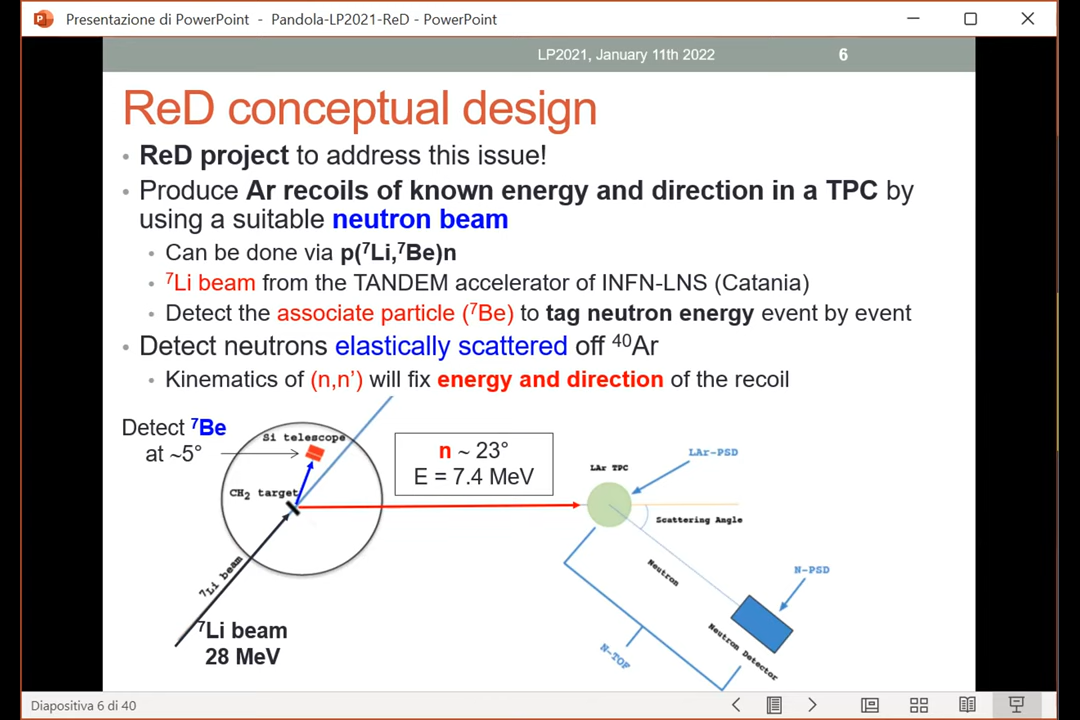 Presentazione di PowerPoint - Pandola-LP2021-ReD - PowerPoint
LP2021, January 11th 2022
6
ReD conceptual design
• ReD project to address this issue!
• Produce Ar recoils of known energy and direction in a TPC by
using a suitable neutron beam
• Can be done via p(⁷Li,⁷Be)n
• ⁷Li beam from the TANDEM accelerator of INFN-LNS (Catania)
• Detect the associate particle (⁷Be) to tag neutron energy event by event
• Detect neutrons elastically scattered off ⁴⁰Ar
• Kinematics of (n,n’) will fix energy and direction of the recoil
Detect ⁷Be
at ~5°
Si telescope
CH₂ target
⁷Li beam
⁷Li beam
28 MeV
n ~ 23°
E = 7.4 MeV
LAr TPC
LAr-PSD
Scattering Angle
Neutron
N-PSD
Neutron Detector
N-TOF
Diapositiva 6 di 40